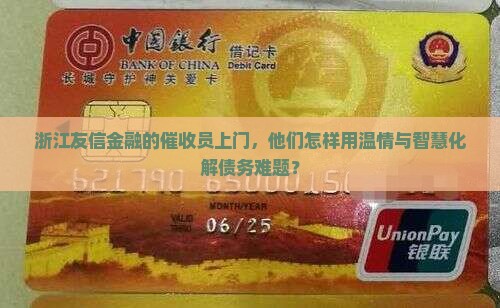 中国银行 借记卡
BANK OF CHINA Debit Card
长城守护神关爱卡
浙江友信金融的催收员上门，他们怎样用温情与智慧化
解债务难题？
MONTH/YEAR
VALID
THRU
06/25
UnionPay
银联